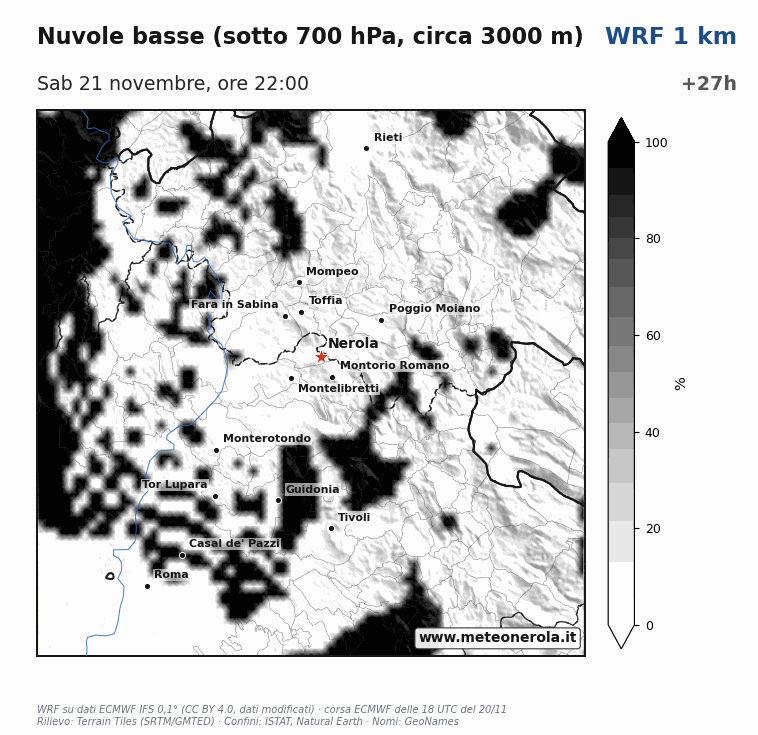 Nuvole basse (sotto 700 hPa, circa 3000 m) WRF 1 km
Sab 21 novembre, ore 22:00 +27h
Rieti
Mompeo
Fara in Sabina
Toffia
Poggio Moiano
Nerola
Montorio Romano
Montelibretti
Monterotondo
Tor Lupara
Guidonia
Tivoli
Casal de' Pazzi
Roma
100
80
60
40
20
0
%
www.meteonerola.it
WRF su dati ECMWF IFS 0,1° (CC BY 4.0, dati modificati) · corsa ECMWF delle 18 UTC del 20/11
Rilievo: Terrain Tiles (SRTM/GMTED) · Confini: ISTAT, Natural Earth · Nomi: GeoNames